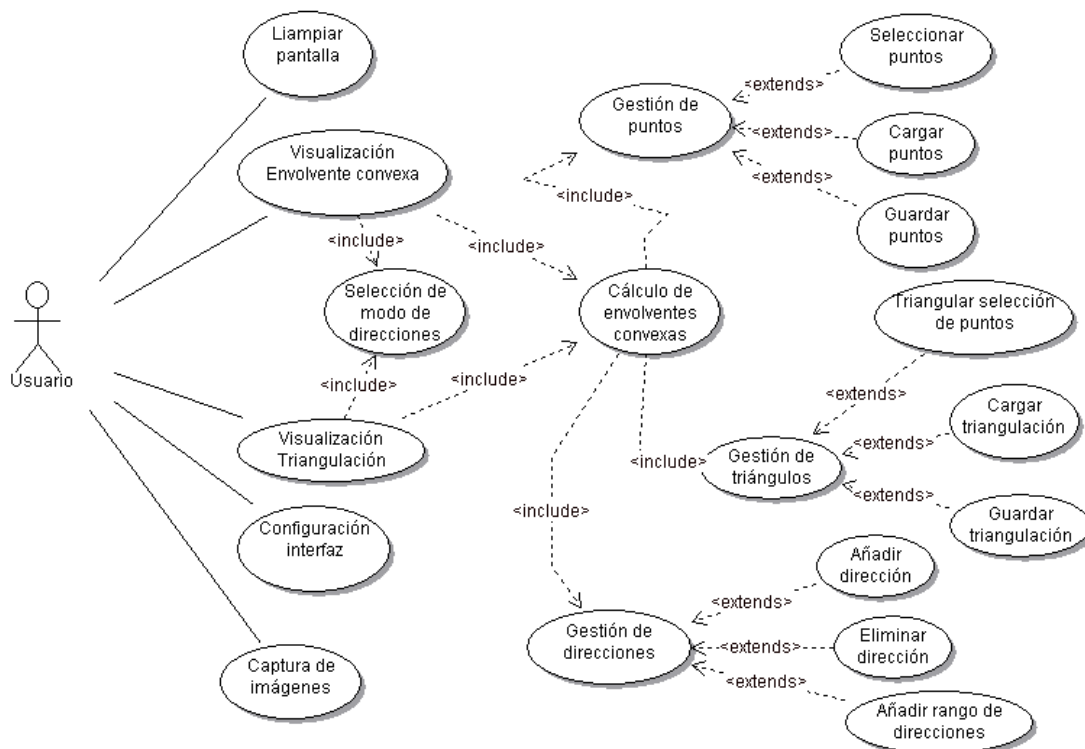 Liampiar
pantalla
Visualización
Envolvente convexa
<include>
<include>
Selección de
modo de
direcciones
Usuario
<include>
<include>
Visualización
Triangulación
Configuración
interfaz
Captura de
imágenes
Gestión de
puntos
<extends>
Seleccionar
puntos
<extends>
Cargar
puntos
<extends>
Guardar
puntos
<include>
Cálculo de
envolventes
convexas
Triangular selección
de puntos
<extends>
Cargar
triangulación
<include>
Gestión de
triángulos
<extends>
<extends>
Guardar
triangulación
<include>
Añadir
dirección
<extends>
Gestión de
direcciones
<extends>
Eliminar
dirección
<extends>
Añadir rango de
direcciones